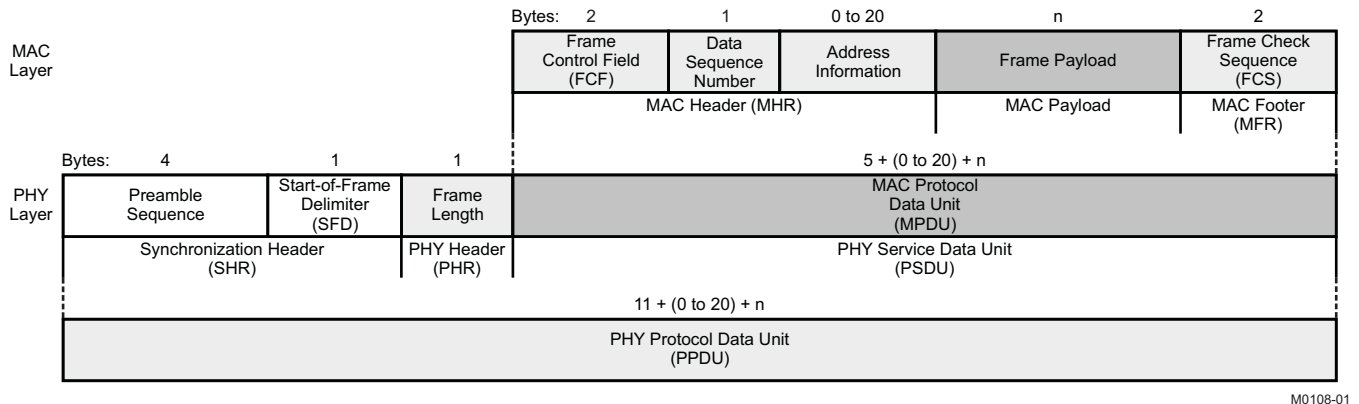 Bytes: 2 1 0 to 20 n 2
MAC
Layer
Frame
Control Field
(FCF)
Data
Sequence
Number
Address
Information
Frame Payload
Frame Check
Sequence
(FCS)
MAC Header (MHR)
MAC Payload
MAC Footer
(MFR)
Bytes: 4 1 1 5 + (0 to 20) + n
PHY
Layer
Preamble
Sequence
Start-of-Frame
Delimiter
(SFD)
Frame
Length
MAC Protocol
Data Unit
(MPDU)
Synchronization Header
(SHR)
PHY Header
(PHR)
PHY Service Data Unit
(PSDU)
11 + (0 to 20) + n
PHY Protocol Data Unit
(PPDU)
M0108-01